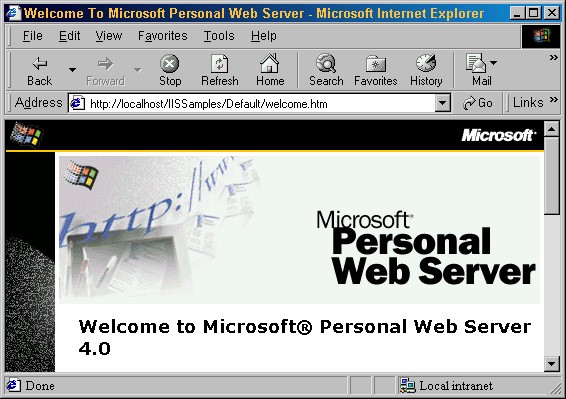 Welcome To Microsoft Personal Web Server - Microsoft Internet Explorer
File Edit View Favorites Tools Help
Back Forward Stop Refresh Home Search Favorites History Mail »
Address http://localhost/IISSamples/Default/welcome.htm Go Links »
Microsoft
http://www
Microsoft®
Personal
Web Server
Welcome to Microsoft® Personal Web Server
4.0
Done Local intranet